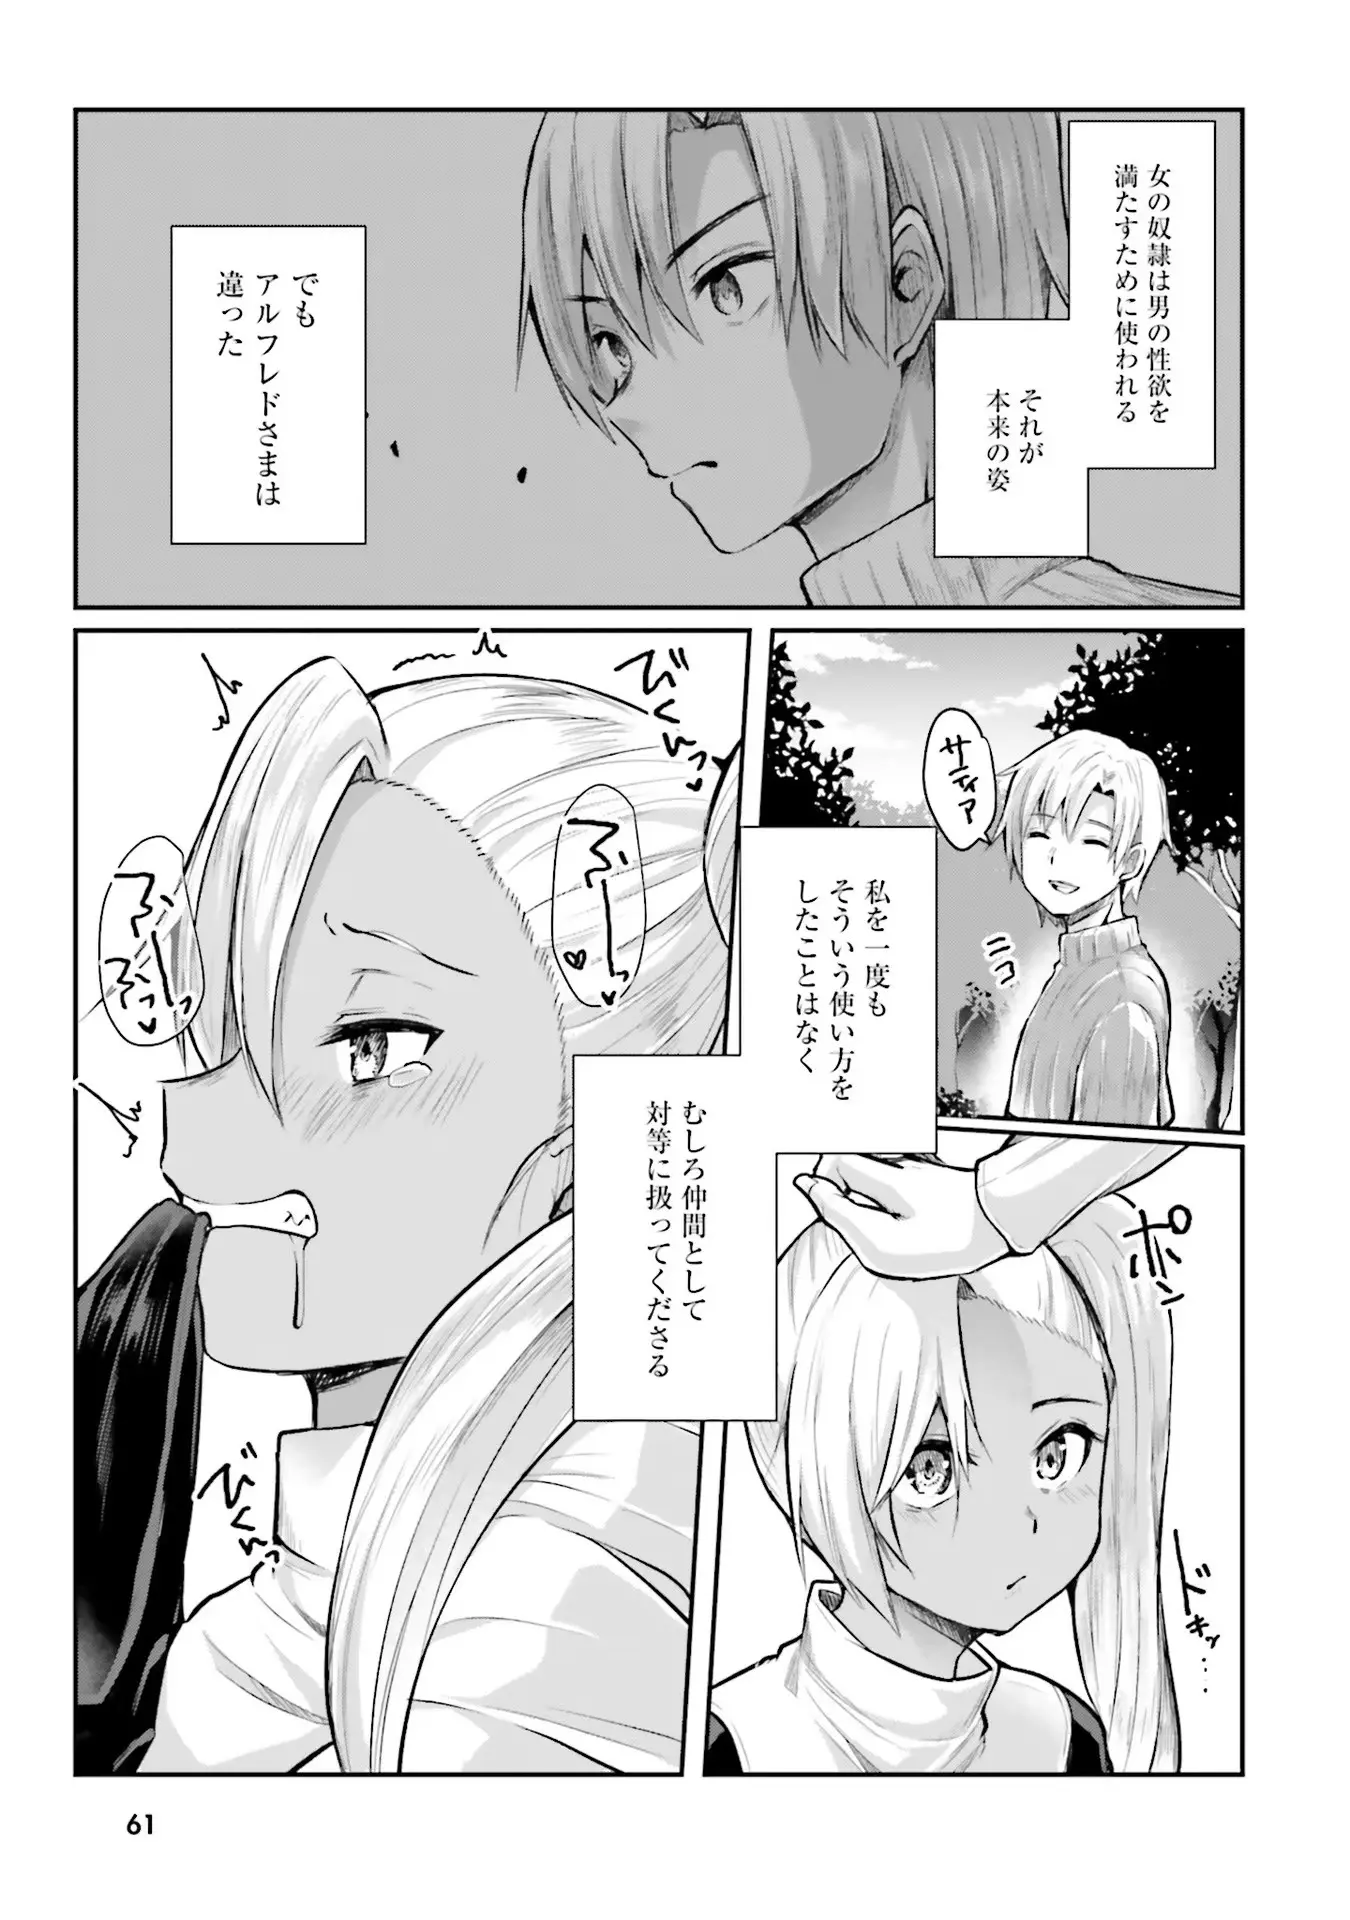 女の奴隷は男の性欲を
満たすために使われる
それが
本来の姿
でも
アルフレドさまは
違った
サティア
ニコ
私を一度も
そういう使い方を
したことはなく
むしろ仲間として
対等に扱ってくださる
ポン
ドキッ…
びくんっ
ふーっ
ふーっ
びくんっ
61